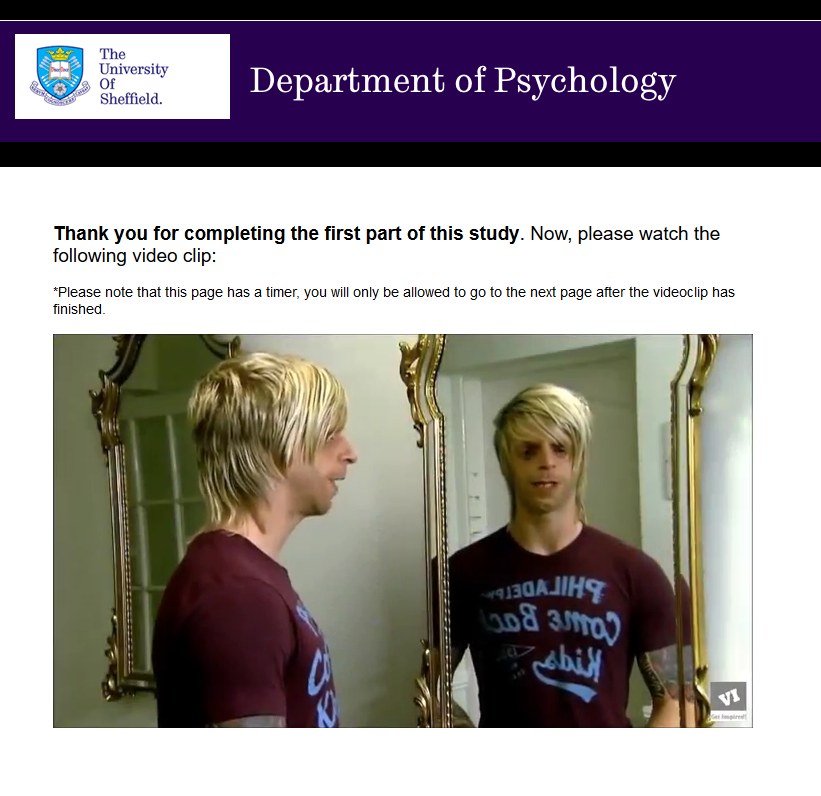 The
University
Of
Sheffield.
Department of Psychology
Thank you for completing the first part of this study. Now, please watch the
following video clip:
*Please note that this page has a timer, you will only be allowed to go to the next page after the videoclip has
finished.
PHILADELP
Come Back
Kids
VI
Get Inspired!